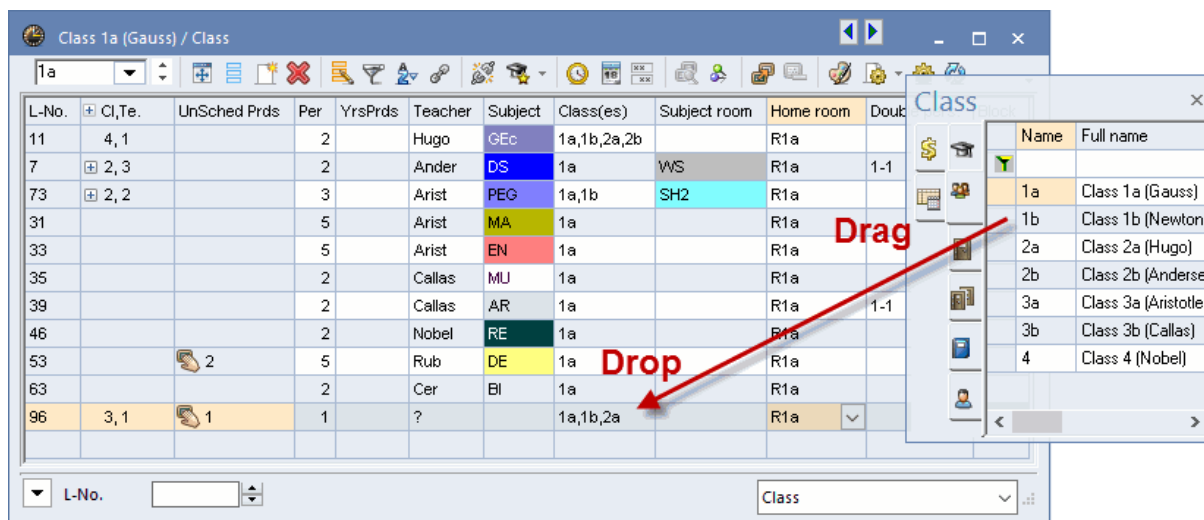 Class 1a (Gauss) / Class
1a
L-No. Cl,Te. UnSched Prds Per YrsPrds Teacher Subject Class(es) Subject room Home room Doub
11 4, 1 2 Hugo GEc 1a,1b,2a,2b R1a
7 2, 3 2 Ander DS 1a WS R1a 1-1
73 2, 2 3 Arist PEG 1a,1b SH2 R1a
31 5 Arist MA 1a R1a
33 5 Arist EN 1a R1a
35 2 Callas MU 1a R1a
39 2 Callas AR 1a R1a 1-1
46 2 Nobel RE 1a R1a
53 2 5 Rub DE 1a R1a
63 2 Cer BI 1a R1a
96 3, 1 1 1 ? 1a,1b,2a R1a
L-No.
Class
Class
Name Full name
1a Class 1a (Gauss)
1b Class 1b (Newton
2a Class 2a (Hugo)
2b Class 2b (Anderse
3a Class 3a (Aristotle
3b Class 3b (Callas)
4 Class 4 (Nobel)
Drag
Drop